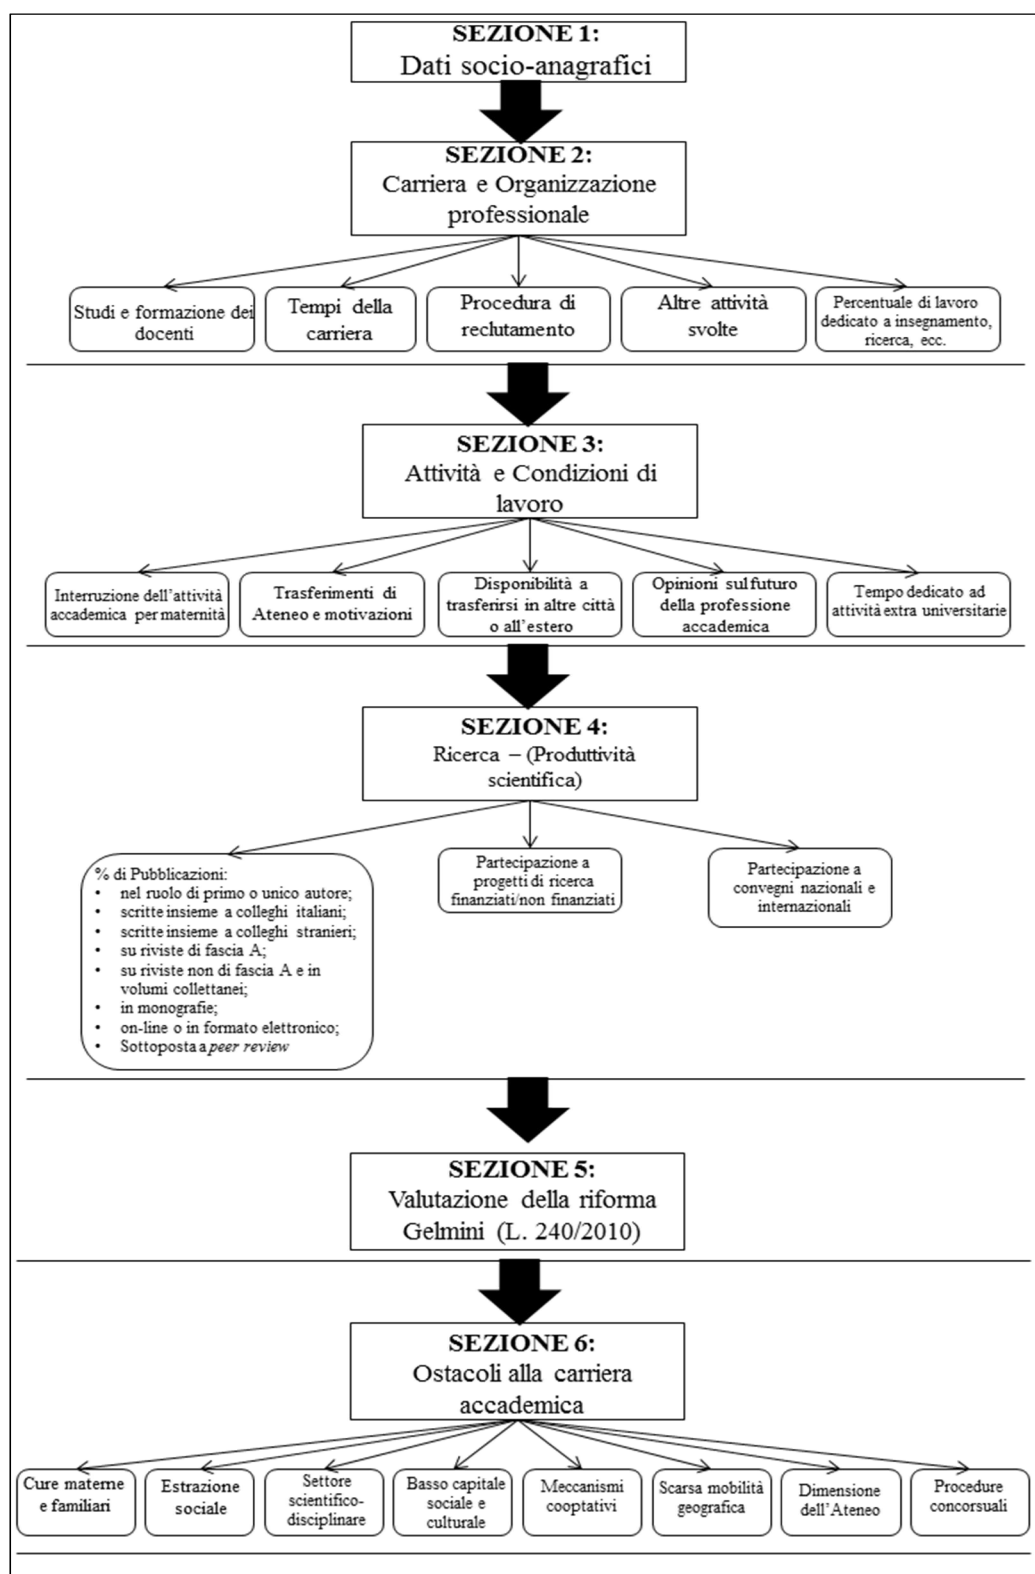 SEZIONE 1:
Dati socio-anagrafici
SEZIONE 2:
Carriera e Organizzazione
professionale
Studi e formazione dei
docenti
Tempi della
carriera
Procedura di
reclutamento
Altre attività
svolte
Percentuale di lavoro
dedicato a insegnamento,
ricerca, ecc.
SEZIONE 3:
Attività e Condizioni di
lavoro
Interruzione dell'attività
accademica per maternità
Trasferimenti di
Ateneo e motivazioni
Disponibilità a
trasferirsi in altre città
o all'estero
Opinioni sul futuro
della professione
accademica
Tempo dedicato ad
attività extra universitarie
SEZIONE 4:
Ricerca – (Produttività
scientifica)
% di Pubblicazioni:
• nel ruolo di primo o unico autore;
• scritte insieme a colleghi italiani;
• scritte insieme a colleghi stranieri;
• su riviste di fascia A;
• su riviste non di fascia A e in
volumi collettanei;
• in monografie;
• on-line o in formato elettronico;
• Sottoposta a peer review
Partecipazione a
progetti di ricerca
finanziati/non finanziati
Partecipazione a
convegni nazionali e
internazionali
SEZIONE 5:
Valutazione della riforma
Gelmini (L. 240/2010)
SEZIONE 6:
Ostacoli alla carriera
accademica
Cure materne
e familiari
Estrazione
sociale
Settore
scientifico-
disciplinare
Basso capitale
sociale e
culturale
Meccanismi
cooptativi
Scarsa mobilità
geografica
Dimensione
dell'Ateneo
Procedure
concorsuali